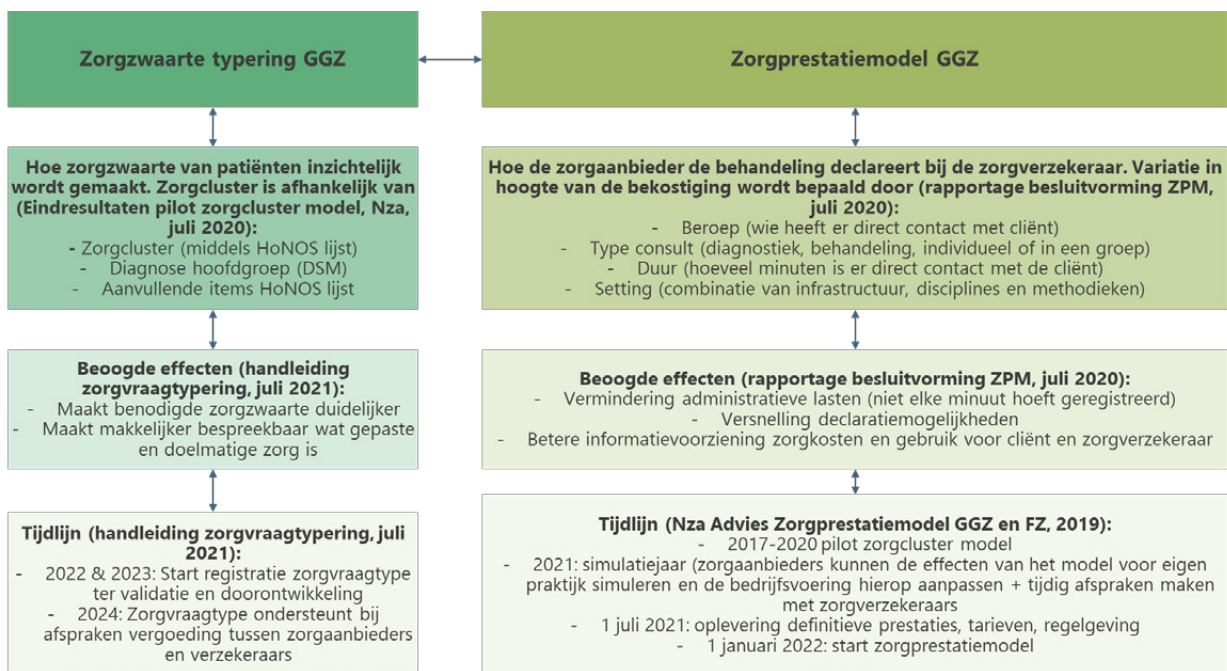 Zorgzwaarte typering GGZ
Zorgprestatiemodel GGZ
Hoe zorgzwaarte van patiënten inzichtelijk
wordt gemaakt. Zorgcluster is afhankelijk van
(Eindresultaten pilot zorgcluster model, Nza,
juli 2020):
- Zorgcluster (middels HoNOS lijst)
- Diagnose hoofdgroep (DSM)
- Aanvullende items HoNOS lijst
Hoe de zorgaanbieder de behandeling declareert bij de zorgverzekeraar. Variatie in
hoogte van de bekostiging wordt bepaald door (rapportage besluitvorming ZPM,
juli 2020):
- Beroep (wie heeft er direct contact met cliënt)
- Type consult (diagnostiek, behandeling, individueel of in een groep)
- Duur (hoeveel minuten is er direct contact met de cliënt)
- Setting (combinatie van infrastructuur, disciplines en methodieken)
Beoogde effecten (handleiding
zorgvraagtypering, juli 2021):
- Maakt benodigde zorgzwaarte duidelijker
- Maakt makkelijker bespreekbaar wat gepaste
en doelmatige zorg is
Beoogde effecten (rapportage besluitvorming ZPM, juli 2020):
- Vermindering administratieve lasten (niet elke minuut hoeft geregistreerd)
- Versnelling declaratiemogelijkheden
- Betere informatievoorziening zorgkosten en gebruik voor cliënt en zorgverzekeraar
Tijdlijn (handleiding zorgvraagtypering, juli
2021):
- 2022 & 2023: Start registratie zorgvraagtype
ter validatie en doorontwikkeling
- 2024: Zorgvraagtype ondersteunt bij
afspraken vergoeding tussen zorgaanbieders
en verzekeraars
Tijdlijn (Nza Advies Zorgprestatiemodel GGZ en FZ, 2019):
- 2017-2020 pilot zorgcluster model
- 2021: simulatiejaar (zorgaanbieders kunnen de effecten van het model voor eigen
praktijk simuleren en de bedrijfsvoering hierop aanpassen + tijdig afspraken maken
met zorgverzekeraars
- 1 juli 2021: oplevering definitieve prestaties, tarieven, regelgeving
- 1 januari 2022: start zorgprestatiemodel